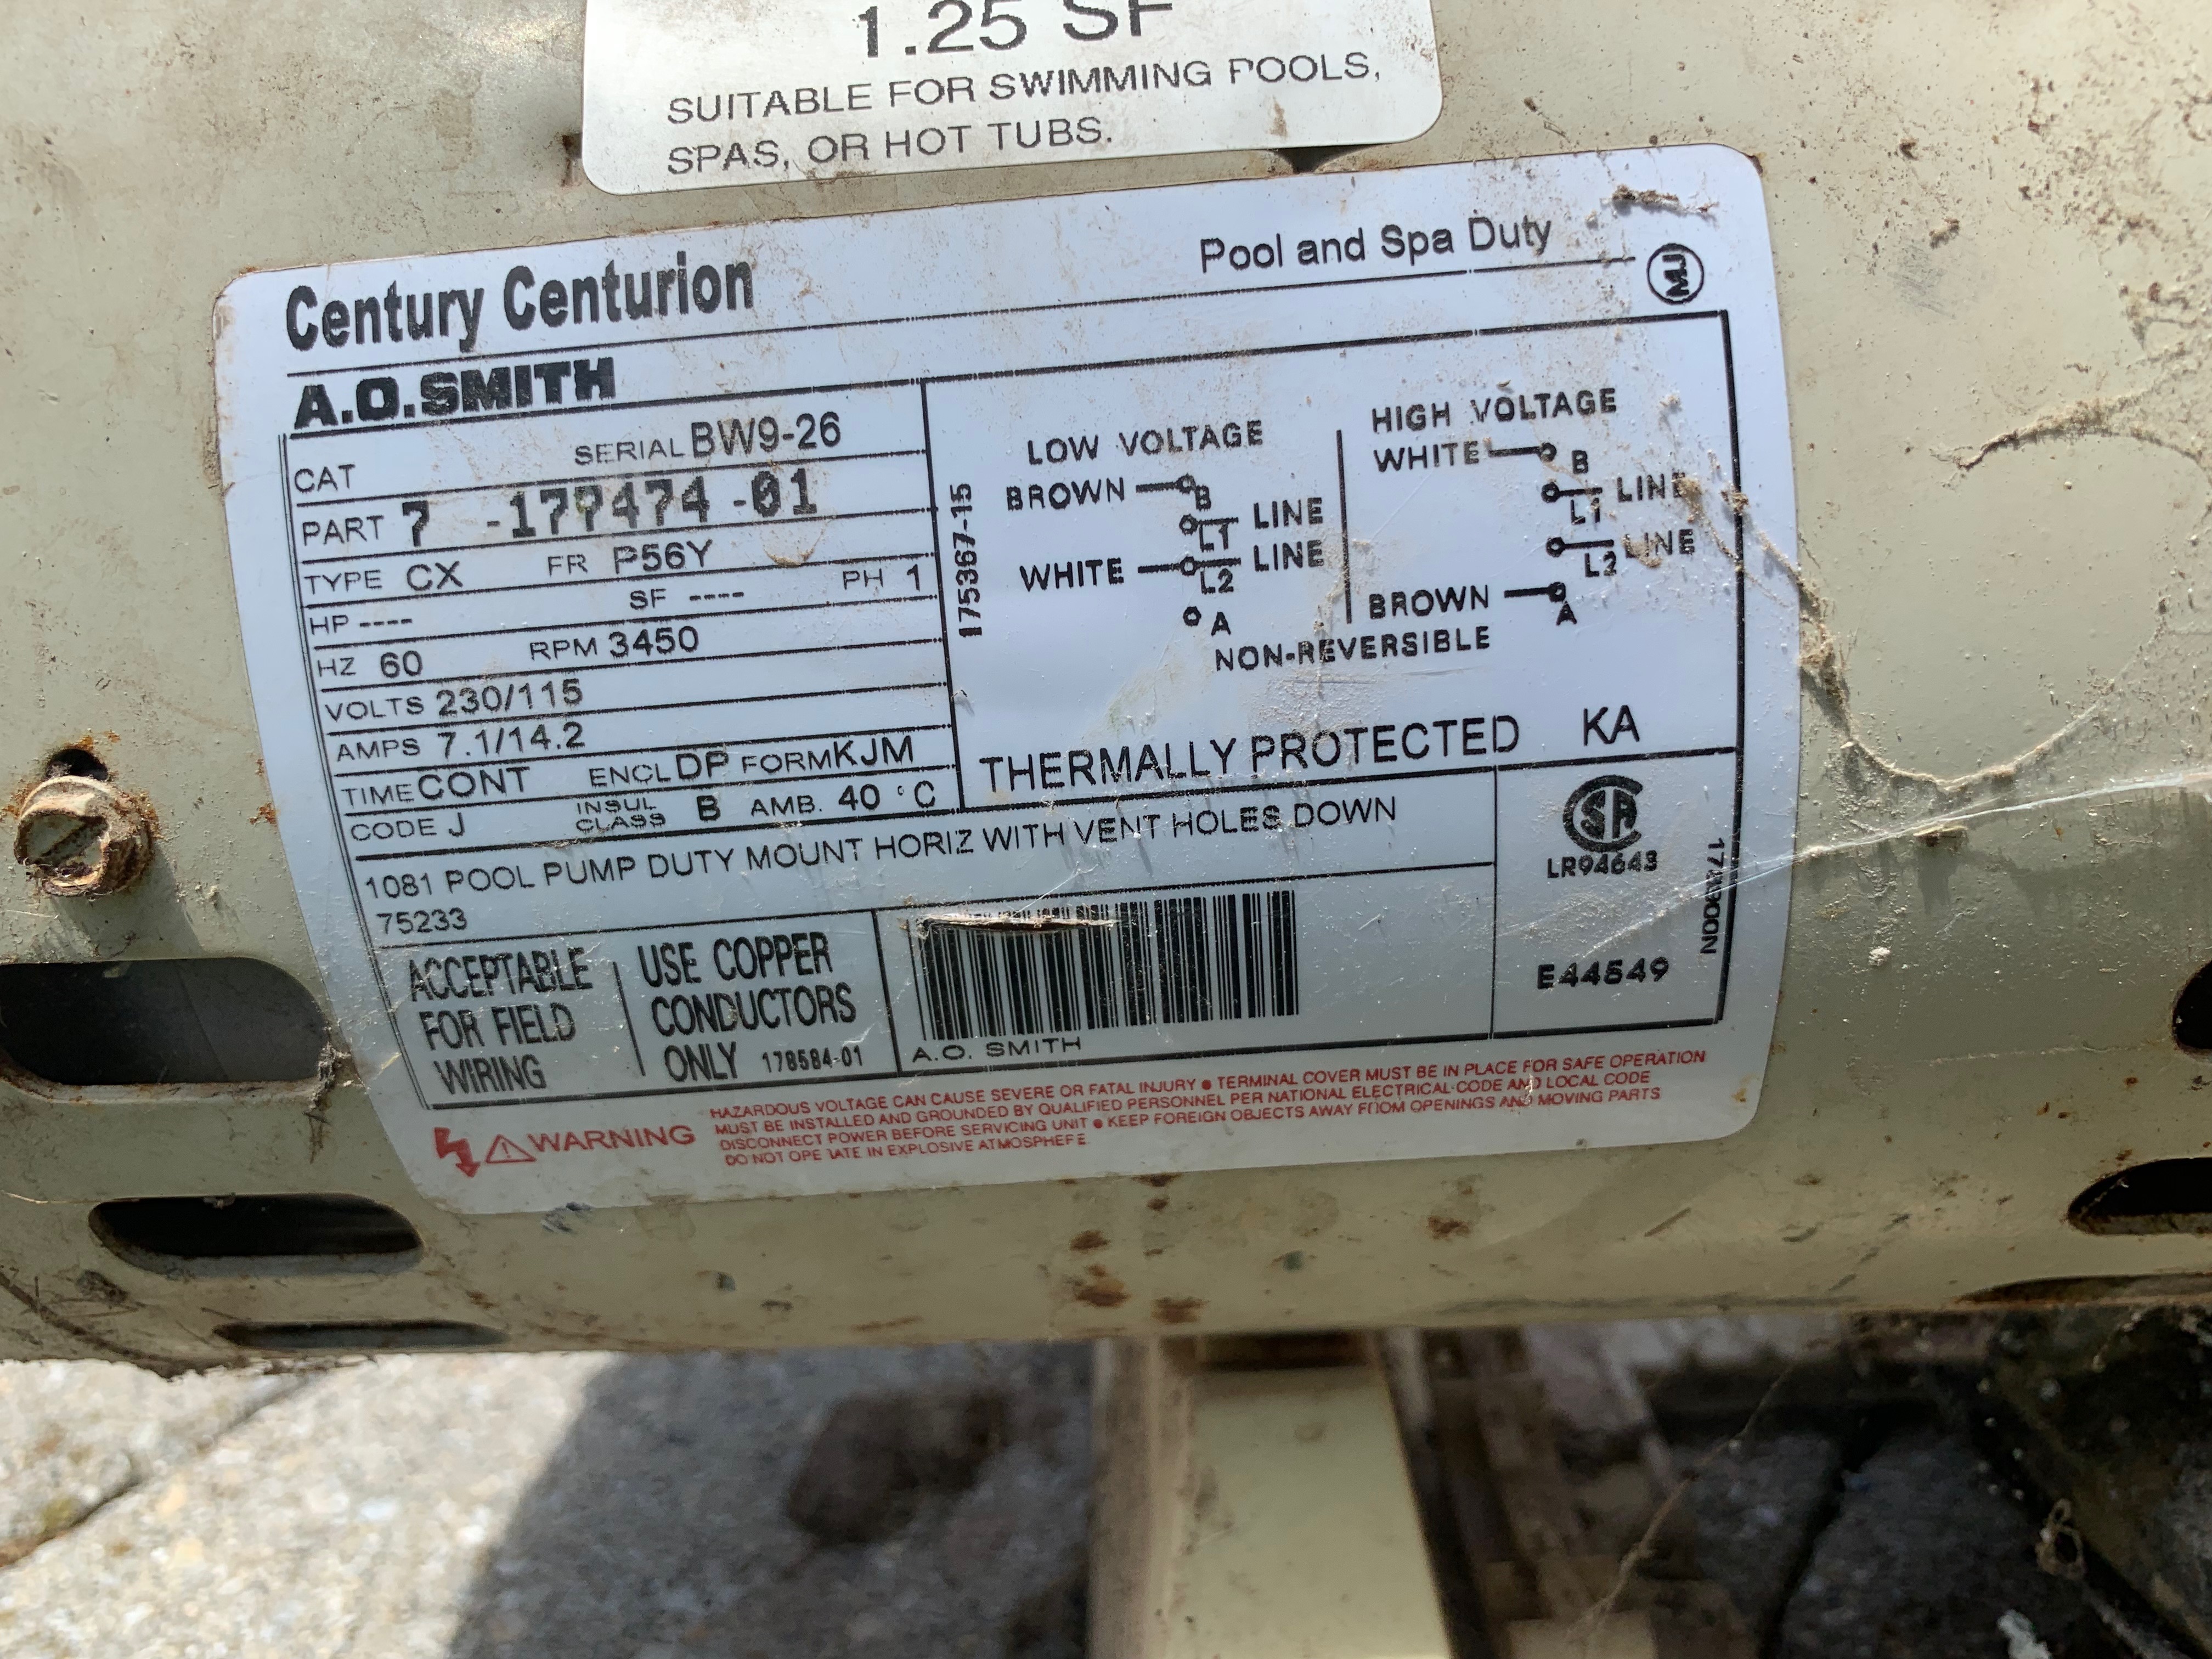 1.25 SF
SUITABLE FOR SWIMMING POOLS,
SPAS, OR HOT TUBS.
Century Centurion
Pool and Spa Duty
A.O.SMITH
CAT SERIAL BW9-26
PART 7 -177474-01
TYPE CX FR P56Y
HP ---- SF ---- PH 1
HZ 60 RPM 3450
VOLTS 230/115
AMPS 7.1/14.2
TIME CONT ENCL DP FORM KJM
CODE J INSUL CLASS B AMB. 40 °C
175367-15
LOW VOLTAGE
BROWN B
L1 LINE
WHITE L2 LINE
A
HIGH VOLTAGE
WHITE B
L1 LINE
L2 LINE
BROWN A
NON-REVERSIBLE
THERMALLY PROTECTED KA
1081 POOL PUMP DUTY MOUNT HORIZ WITH VENT HOLES DOWN
75233
SA
LR94643
E44549
ACCEPTABLE
FOR FIELD
WIRING
USE COPPER
CONDUCTORS
ONLY 178584-01
A.O. SMITH
WARNING
HAZARDOUS VOLTAGE CAN CAUSE SEVERE OR FATAL INJURY ● TERMINAL COVER MUST BE IN PLACE FOR SAFE OPERATION
MUST BE INSTALLED AND GROUNDED BY QUALIFIED PERSONNEL PER NATIONAL ELECTRICAL CODE AND LOCAL CODE
DISCONNECT POWER BEFORE SERVICING UNIT ● KEEP FOREIGN OBJECTS AWAY FROM OPENINGS AND MOVING PARTS
DO NOT OPERATE IN EXPLOSIVE ATMOSPHERE